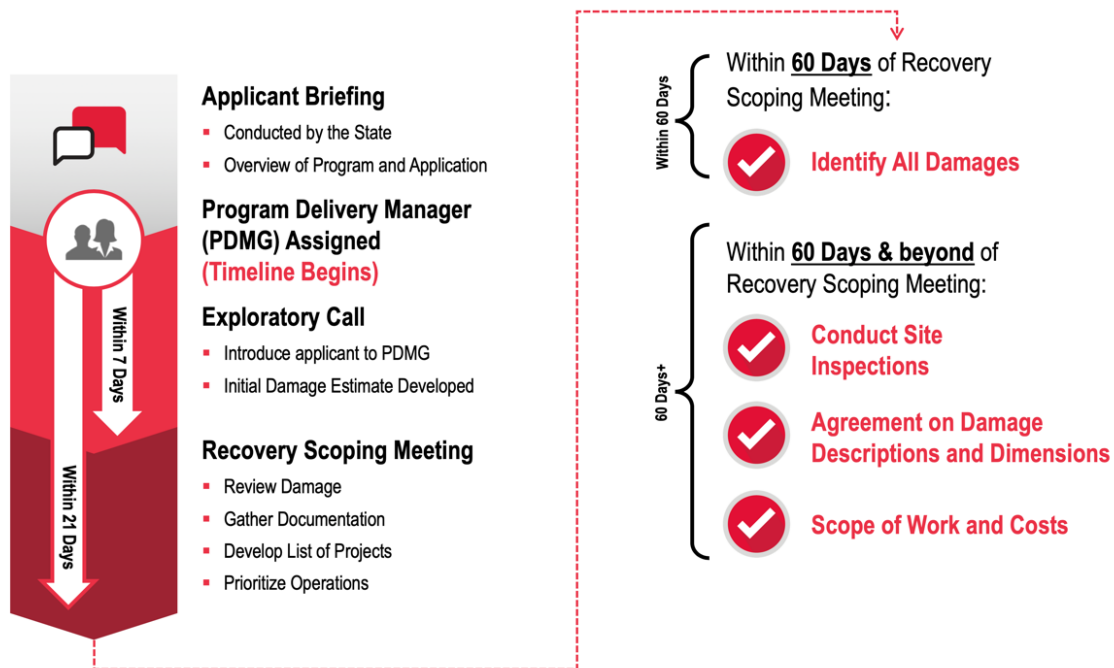 Applicant Briefing
Conducted by the State
Overview of Program and Application
Program Delivery Manager
(PDMG) Assigned
(Timeline Begins)
Exploratory Call
Introduce applicant to PDMG
Initial Damage Estimate Developed
Recovery Scoping Meeting
Review Damage
Gather Documentation
Develop List of Projects
Prioritize Operations
Within 7 Days
Within 21 Days
Within 60 Days
Within 60 Days of Recovery
Scoping Meeting:
Identify All Damages
60 Days+
Within 60 Days & beyond of
Recovery Scoping Meeting:
Conduct Site
Inspections
Agreement on Damage
Descriptions and Dimensions
Scope of Work and Costs